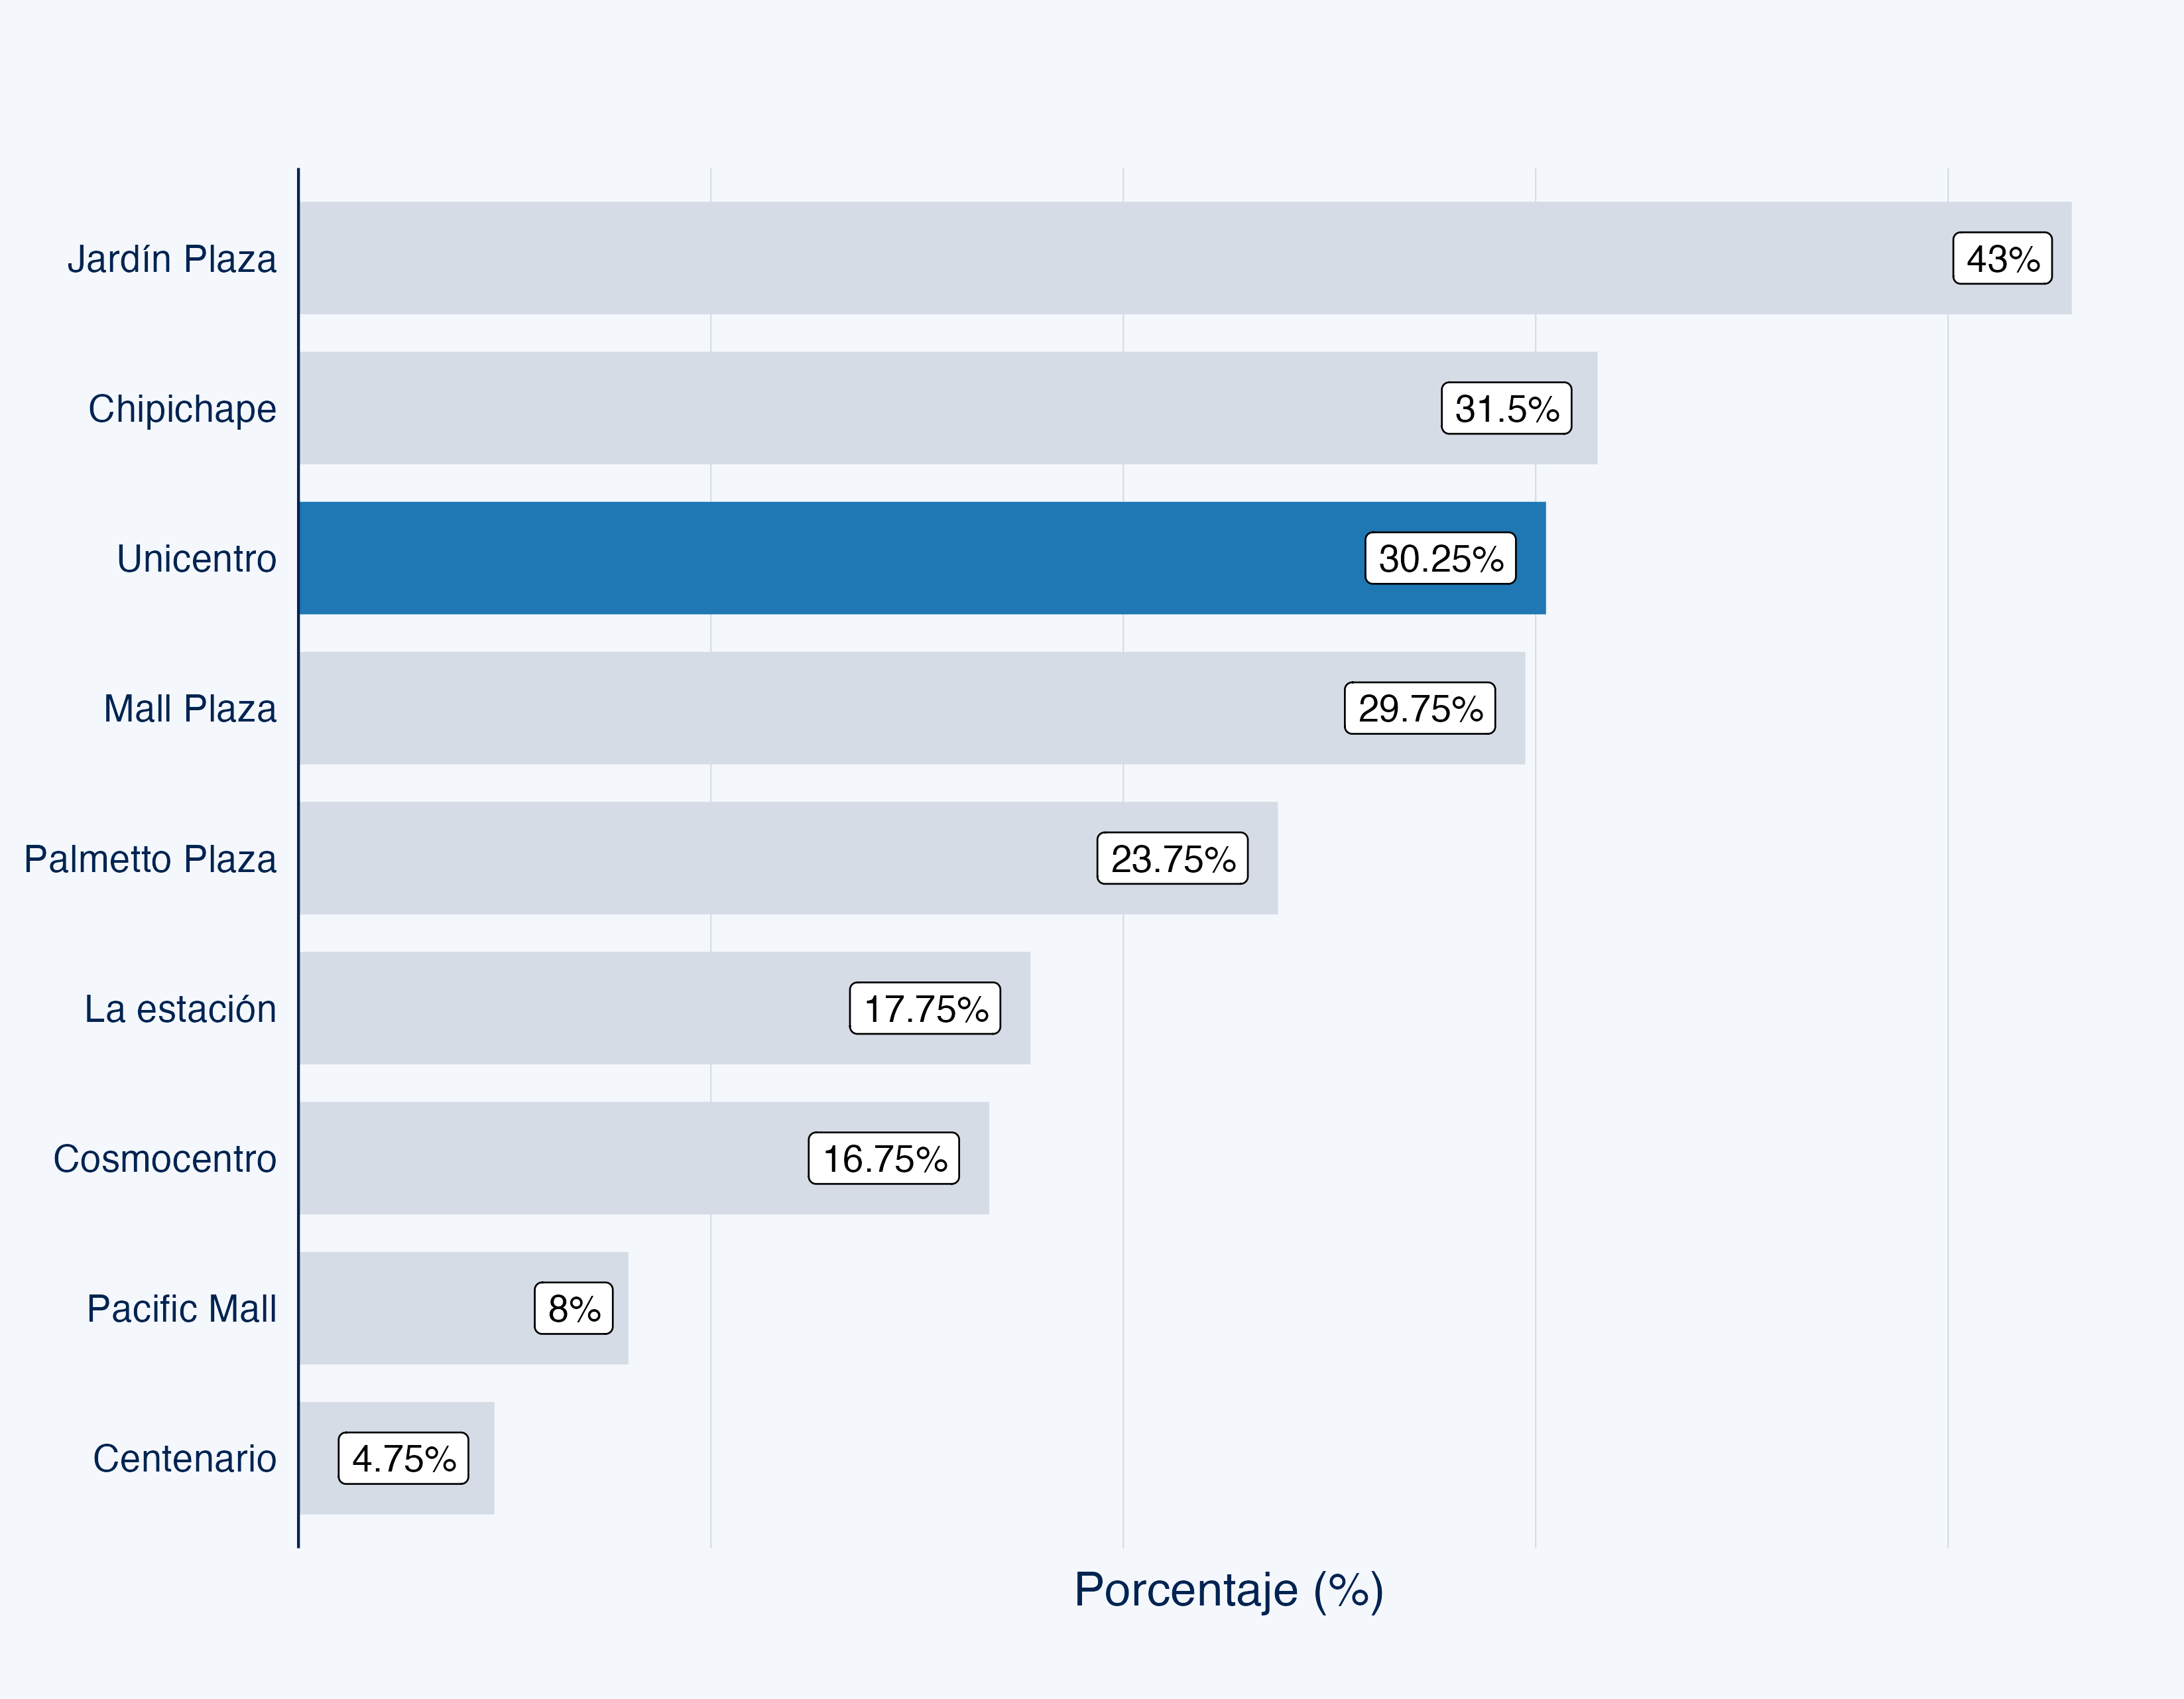 Jardín Plaza 43%
Chipichape 31.5%
Unicentro 30.25%
Mall Plaza 29.75%
Palmetto Plaza 23.75%
La estación 17.75%
Cosmocentro 16.75%
Pacific Mall 8%
Centenario 4.75%
Porcentaje (%)